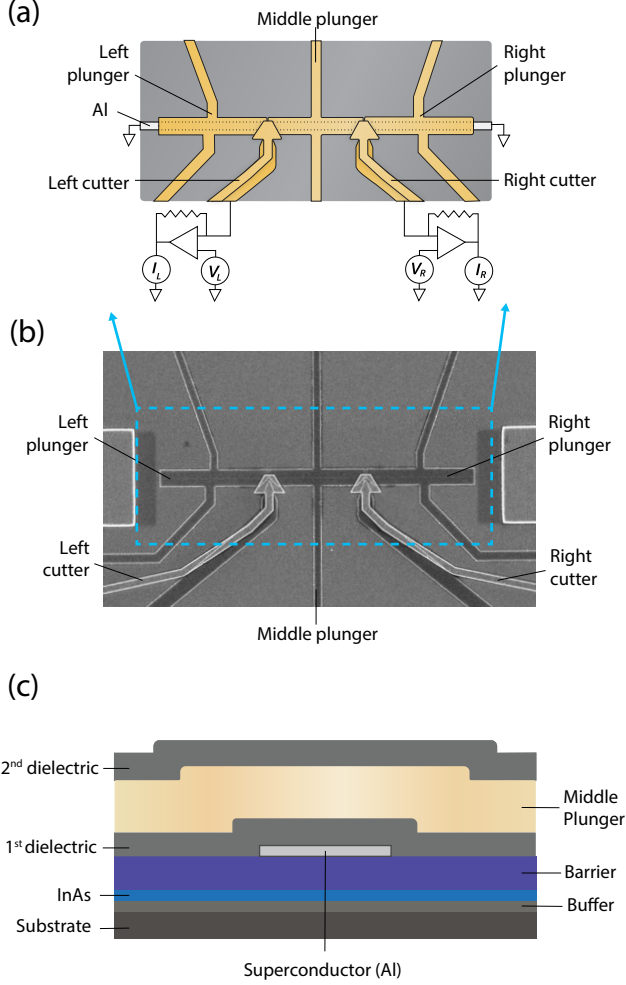 (a)
Middle plunger
Left
plunger
Right
plunger
Al
Left cutter
Right cutter
I_L
V_L
V_R
I_R
(b)
Left
plunger
Right
plunger
Left
cutter
Right
cutter
Middle plunger
(c)
2nd dielectric
Middle
Plunger
1st dielectric
Barrier
InAs
Buffer
Substrate
Superconductor (Al)